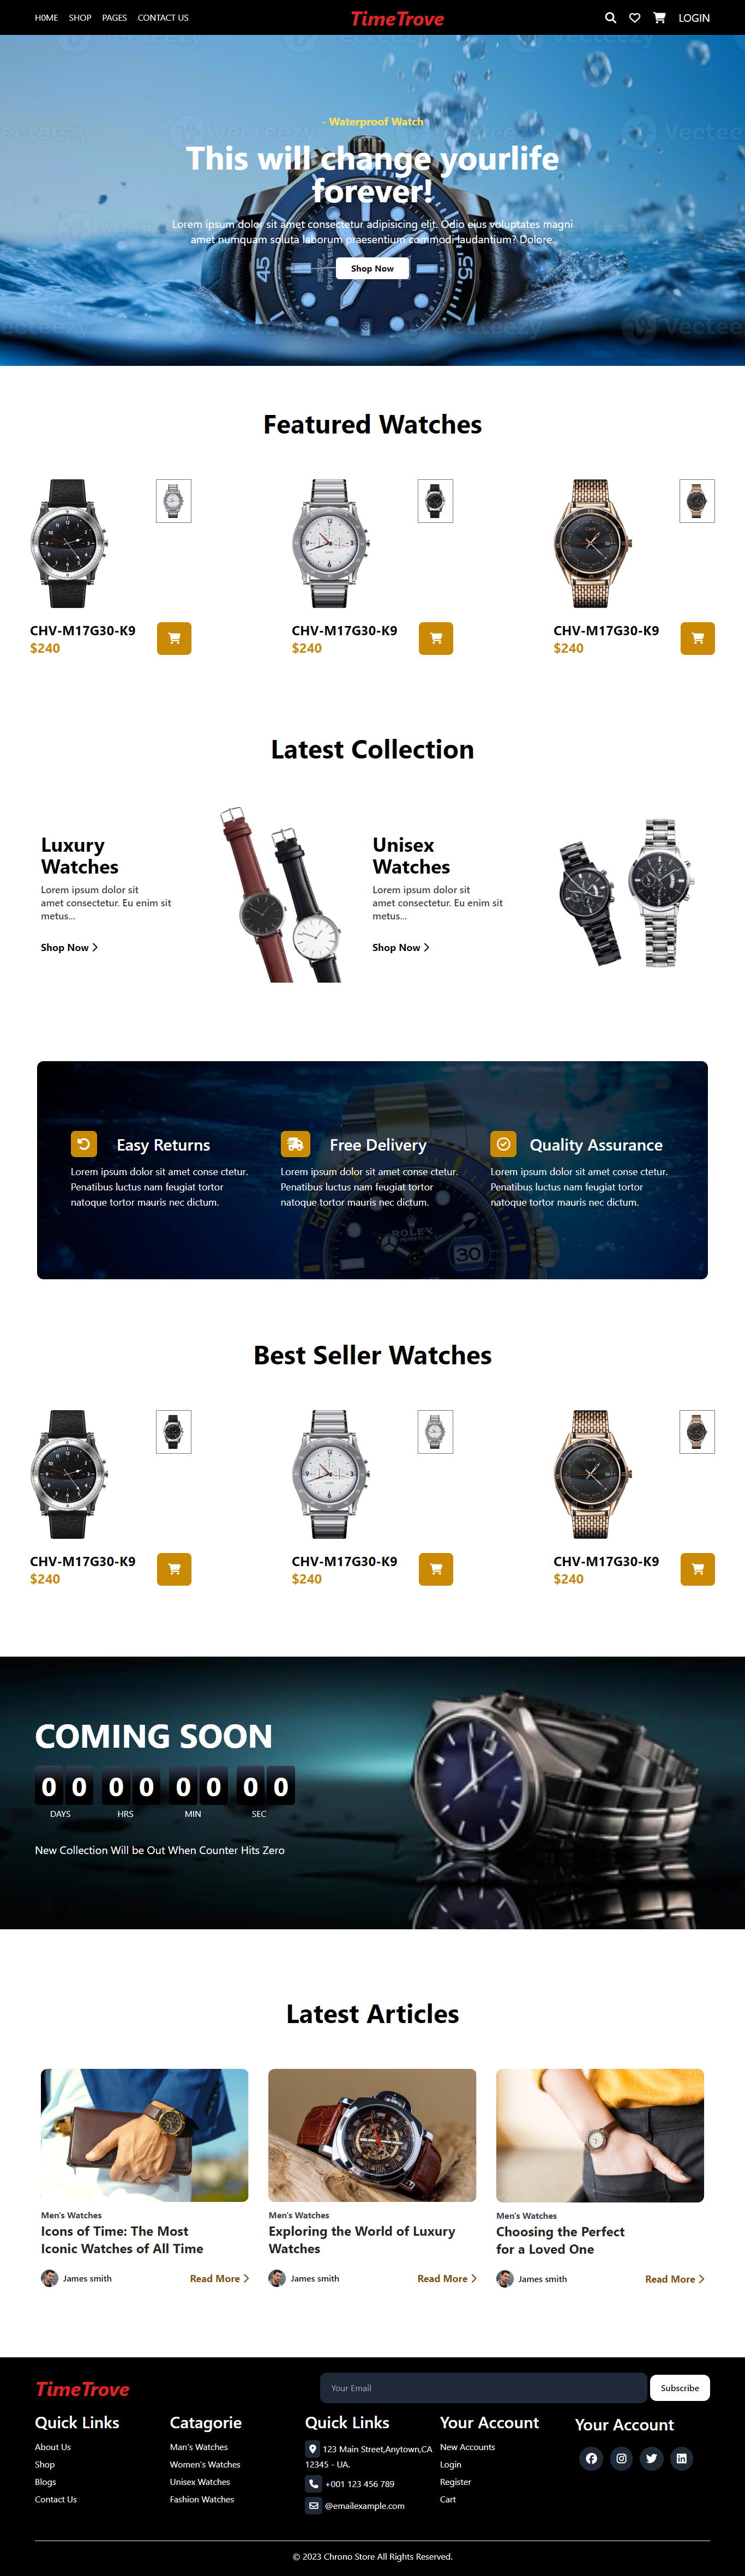 HOME SHOP PAGES CONTACT US TimeTrove LOGIN
- Waterproof Watch
This will change yourlife
forever!
Lorem ipsum dolor sit amet consectetur adipisicing elit. Odio eius voluptates magni
amet numquam soluta laborum praesentium commodi laudantium? Dolore.
Shop Now
Vecteezy
Featured Watches
CHV-M17G30-K9
$240
CHV-M17G30-K9
$240
CHV-M17G30-K9
$240
Latest Collection
Luxury
Watches
Lorem ipsum dolor sit
amet consectetur. Eu enim sit
metus...
Shop Now
Unisex
Watches
Lorem ipsum dolor sit
amet consectetur. Eu enim sit
metus...
Shop Now
Easy Returns
Lorem ipsum dolor sit amet conse ctetur.
Penatibus luctus nam feugiat tortor
natoque tortor mauris nec dictum.
Free Delivery
Lorem ipsum dolor sit amet conse ctetur.
Penatibus luctus nam feugiat tortor
natoque tortor mauris nec dictum.
Quality Assurance
Lorem ipsum dolor sit amet conse ctetur.
Penatibus luctus nam feugiat tortor
natoque tortor mauris nec dictum.
ROLEX
30
Best Seller Watches
CHV-M17G30-K9
$240
CHV-M17G30-K9
$240
CHV-M17G30-K9
$240
COMING SOON
0 0 0 0 0 0 0 0
DAYS HRS MIN SEC
New Collection Will be Out When Counter Hits Zero
Latest Articles
Men's Watches
Icons of Time: The Most
Iconic Watches of All Time
James smith Read More
Men's Watches
Exploring the World of Luxury
Watches
James smith Read More
Men's Watches
Choosing the Perfect
for a Loved One
James smith Read More
TimeTrove
Your Email Subscribe
Quick Links
About Us
Shop
Blogs
Contact Us
Catagorie
Man's Watches
Women's Watches
Unisex Watches
Fashion Watches
Quick Links
123 Main Street,Anytown,CA
12345 - UA.
+001 123 456 789
@emailexample.com
Your Account
New Accounts
Login
Register
Cart
Your Account
© 2023 Chrono Store All Rights Reserved.